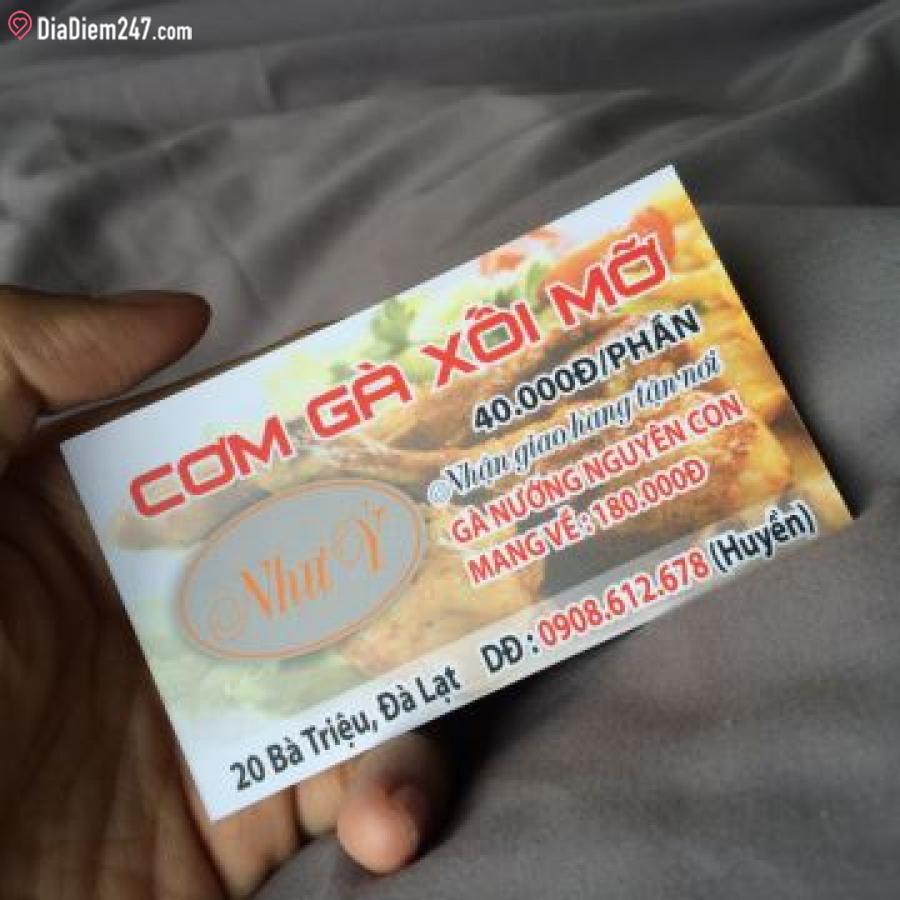 DiaDiem247.com
CƠM GÀ XỒI MỠ
40.000Đ/PHẦN
Nhận giao hàng tận nơi
GÀ NƯỚNG NGUYÊN CON
MANG VỀ : 180.000Đ
Như Ý
20 Bà Triệu, Đà Lạt DĐ : 0908.612.678 (Huyền)